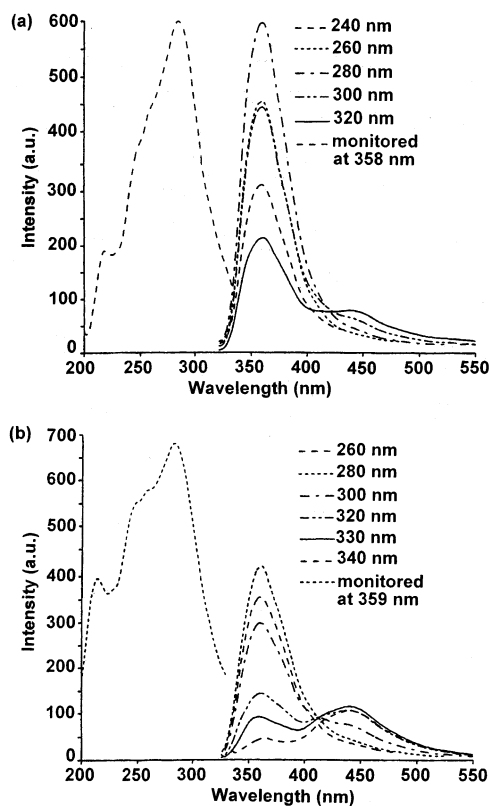 (a)
600
500
400
300
200
100
0
Intensity (a.u.)
240 nm
260 nm
280 nm
300 nm
320 nm
monitored
at 358 nm
200 250 300 350 400 450 500 550
Wavelength (nm)
(b)
700
600
500
400
300
200
100
0
Intensity (a.u.)
260 nm
280 nm
300 nm
320 nm
330 nm
340 nm
monitored
at 359 nm
200 250 300 350 400 450 500 550
Wavelength (nm)